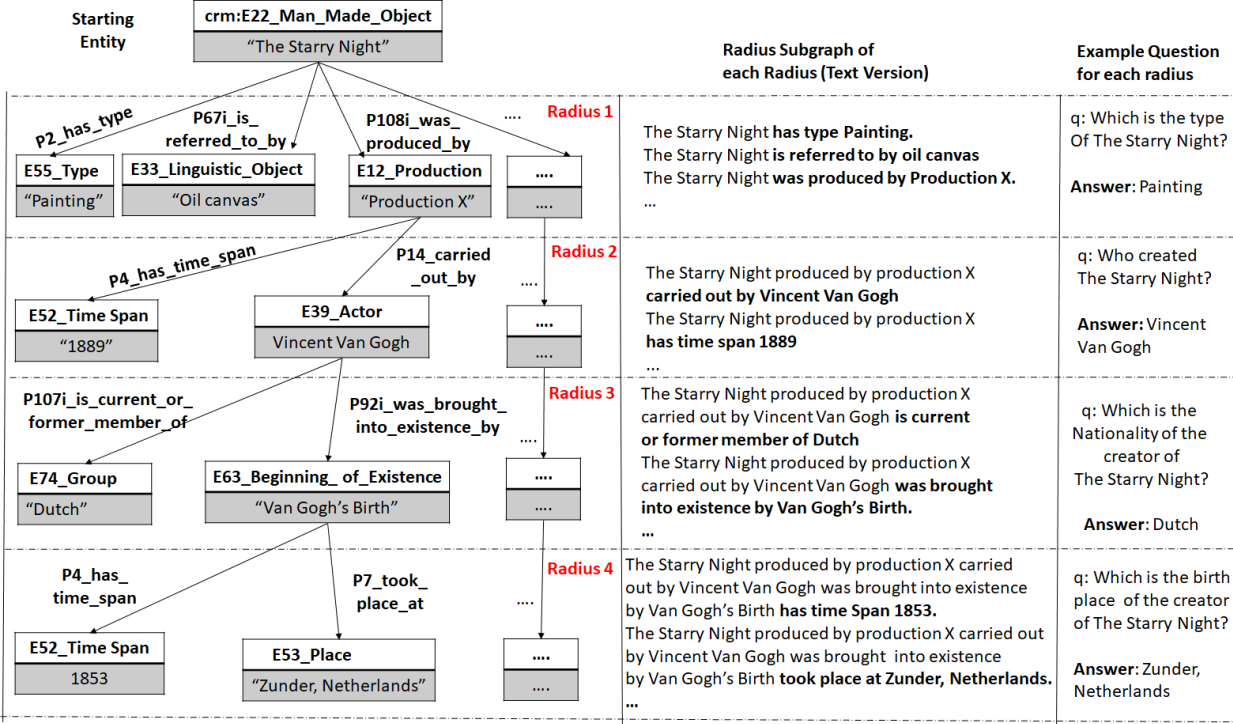 Starting
Entity
crm:E22_Man_Made_Object
“The Starry Night”
Radius Subgraph of
each Radius (Text Version)
Example Question
for each radius
P2_has_type
P67i_is_
referred_to_by
P108i_was_
produced_by
....
Radius 1
E55_Type
“Painting”
E33_Linguistic_Object
“Oil canvas”
E12_Production
“Production X”
....
....
The Starry Night has type Painting.
The Starry Night is referred to by oil canvas
The Starry Night was produced by Production X.
...
q: Which is the type
Of The Starry Night?
Answer: Painting
P4_has_time_span
P14_carried
_out_by
....
Radius 2
E52_Time Span
“1889”
E39_Actor
Vincent Van Gogh
....
....
The Starry Night produced by production X
carried out by Vincent Van Gogh
The Starry Night produced by production X
has time span 1889
...
q: Who created
The Starry Night?
Answer: Vincent
Van Gogh
P107i_is_current_or_
former_member_of
P92i_was_brought_
into_existence_by
....
Radius 3
E74_Group
“Dutch”
E63_Beginning_ of_Existence
“Van Gogh’s Birth”
....
....
The Starry Night produced by production X
carried out by Vincent Van Gogh is current
or former member of Dutch
The Starry Night produced by production X
carried out by Vincent Van Gogh was brought
into existence by Van Gogh’s Birth.
...
q: Which is the
Nationality of the
creator of
The Starry Night?
Answer: Dutch
P4_has_
time_span
P7_took_
place_at
....
Radius 4
E52_Time Span
1853
E53_Place
“Zunder, Netherlands”
....
....
The Starry Night produced by production X carried
out by Vincent Van Gogh was brought into existence
by Van Gogh’s Birth has time Span 1853.
The Starry Night produced by production X carried out
by Vincent Van Gogh was brought into existence
by Van Gogh’s Birth took place at Zunder, Netherlands.
...
q: Which is the birth
place of the creator
of The Starry Night?
Answer: Zunder,
Netherlands